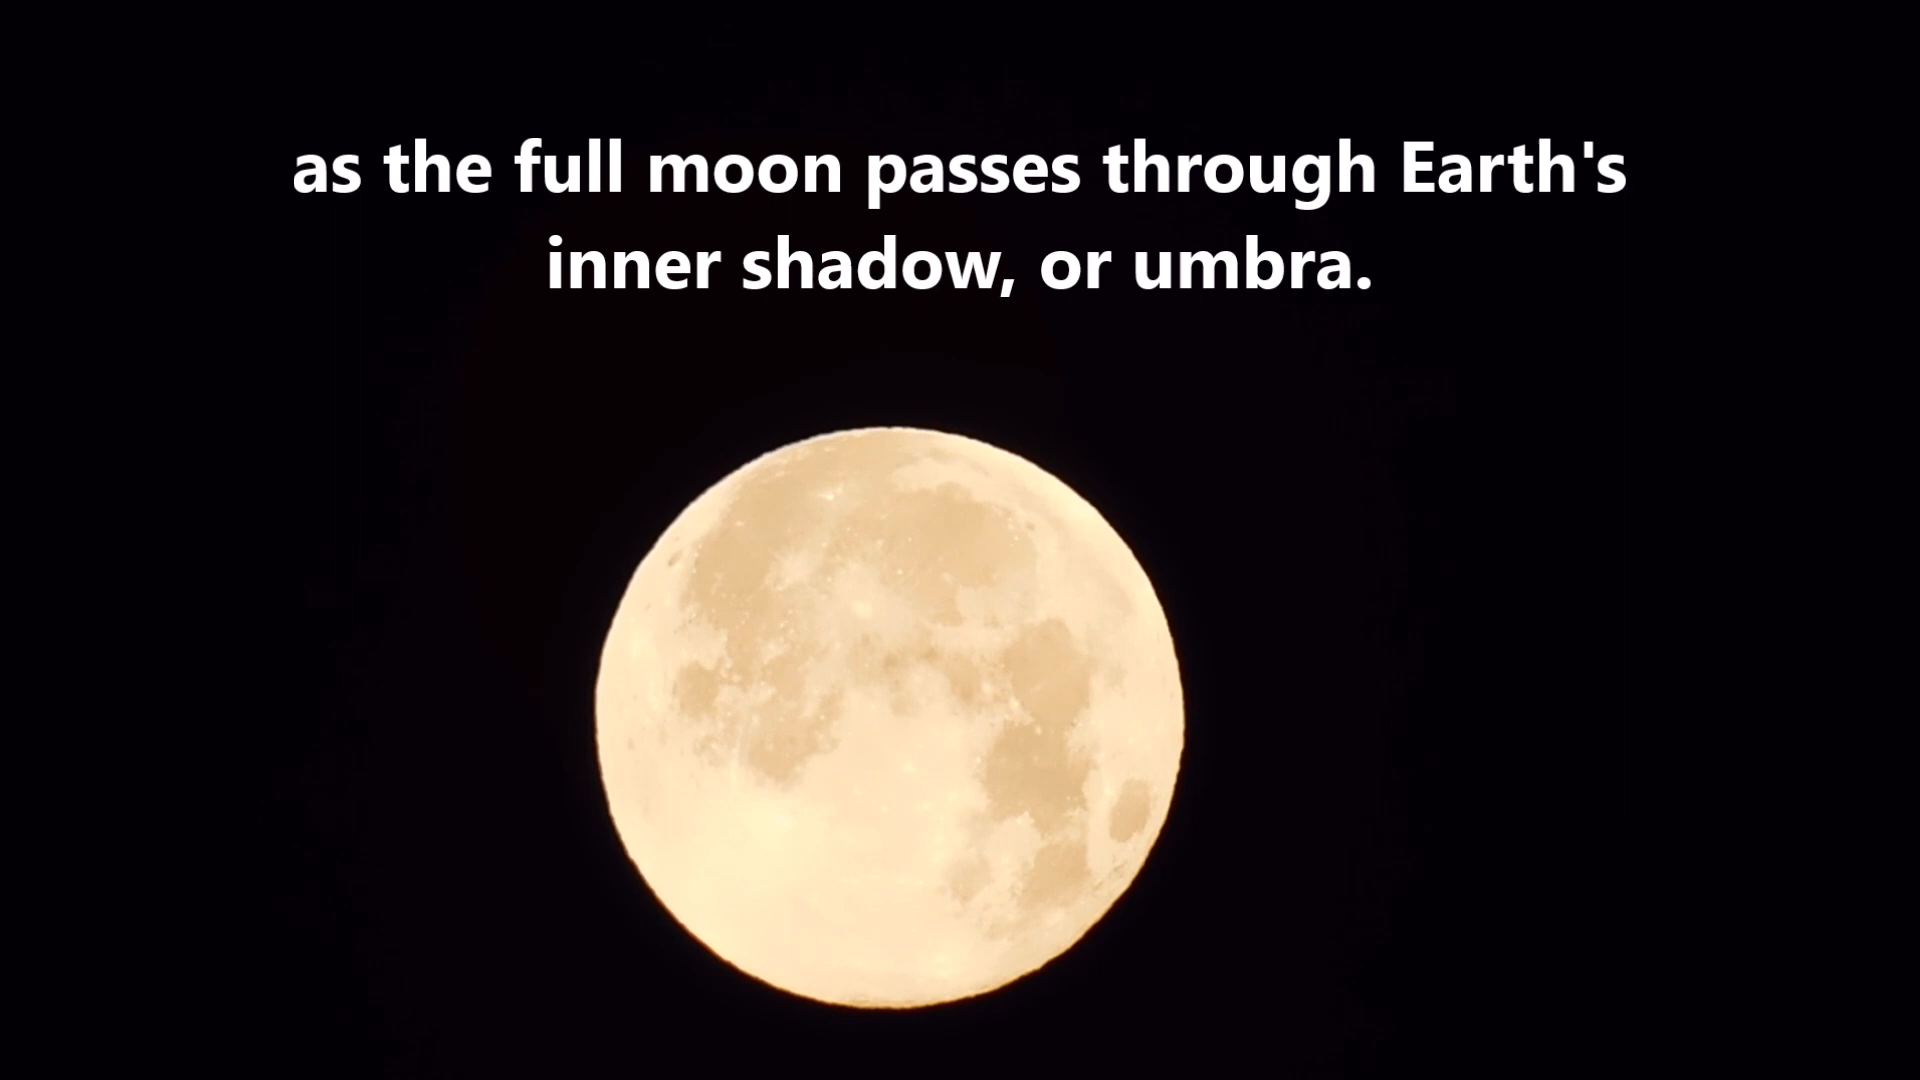 as the full moon passes through Earth's
inner shadow, or umbra.